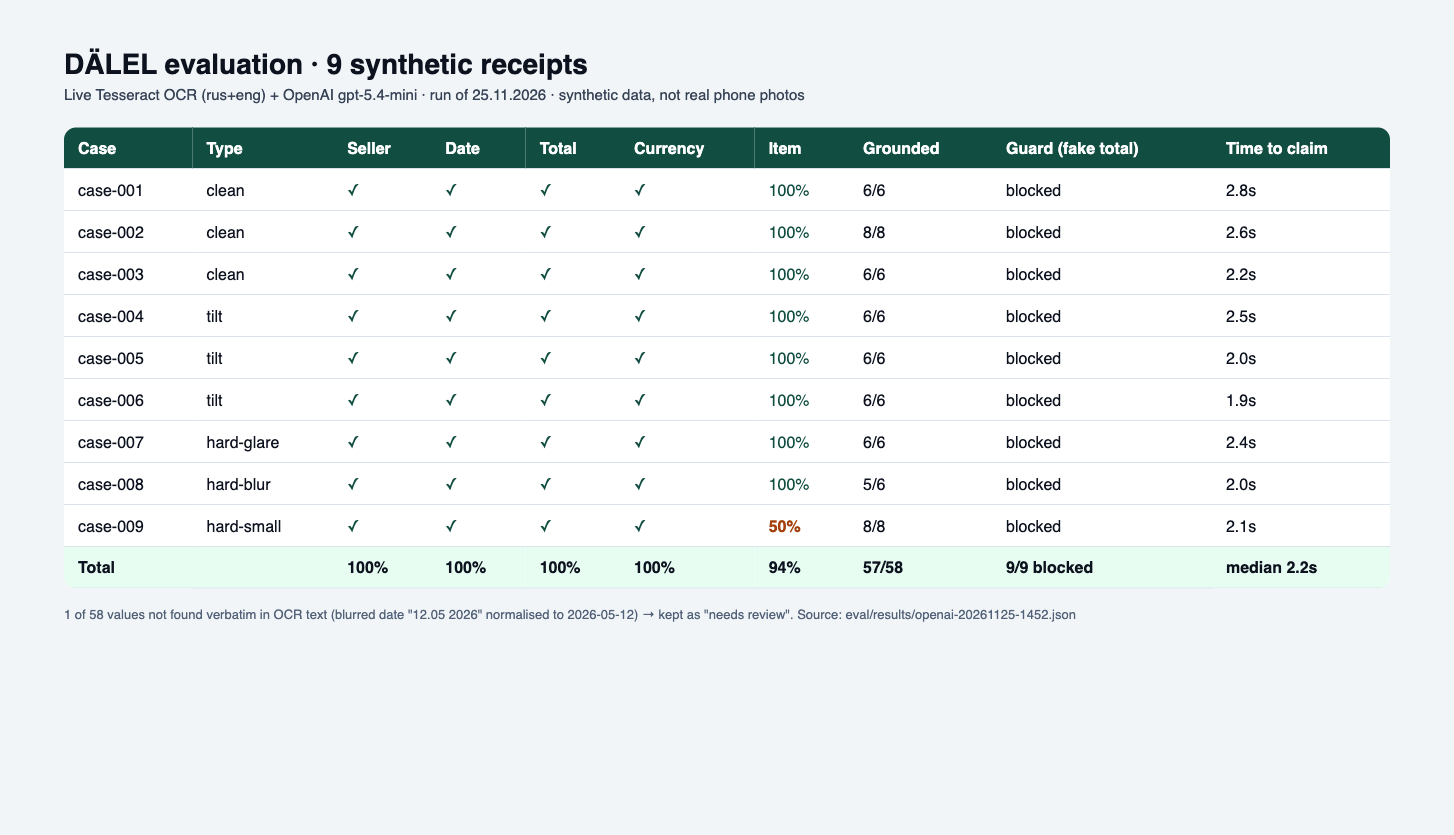 DÄLEL evaluation · 9 synthetic receipts
Live Tesseract OCR (rus+eng) + OpenAI gpt-5.4-mini · run of 25.11.2026 · synthetic data, not real phone photos
Case Type Seller Date Total Currency Item Grounded Guard (fake total) Time to claim
case-001 clean ✓ ✓ ✓ ✓ 100% 6/6 blocked 2.8s
case-002 clean ✓ ✓ ✓ ✓ 100% 8/8 blocked 2.6s
case-003 clean ✓ ✓ ✓ ✓ 100% 6/6 blocked 2.2s
case-004 tilt ✓ ✓ ✓ ✓ 100% 6/6 blocked 2.5s
case-005 tilt ✓ ✓ ✓ ✓ 100% 6/6 blocked 2.0s
case-006 tilt ✓ ✓ ✓ ✓ 100% 6/6 blocked 1.9s
case-007 hard-glare ✓ ✓ ✓ ✓ 100% 6/6 blocked 2.4s
case-008 hard-blur ✓ ✓ ✓ ✓ 100% 5/6 blocked 2.0s
case-009 hard-small ✓ ✓ ✓ ✓ 50% 8/8 blocked 2.1s
Total 100% 100% 100% 100% 94% 57/58 9/9 blocked median 2.2s
1 of 58 values not found verbatim in OCR text (blurred date "12.05 2026" normalised to 2026-05-12) → kept as "needs review". Source: eval/results/openai-20261125-1452.json